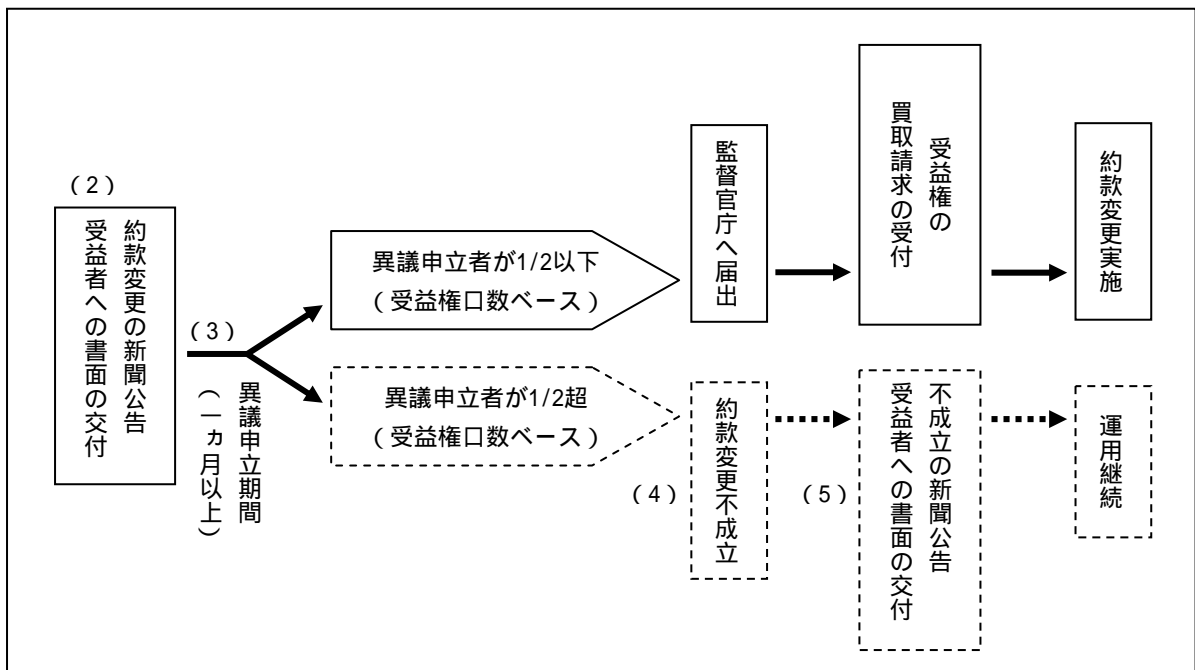 (2)
約款変更の新聞公告
受益者への書面の交付
(3)
異議申立期間
(一ヵ月以上)
異議申立者が1/2以下
(受益権口数ベース)
監督官庁へ届出
受益権の
買取請求の受付
約款変更実施
異議申立者が1/2超
(受益権口数ベース)
(4)
約款変更不成立
(5)
不成立の新聞公告
受益者への書面の交付
運用継続